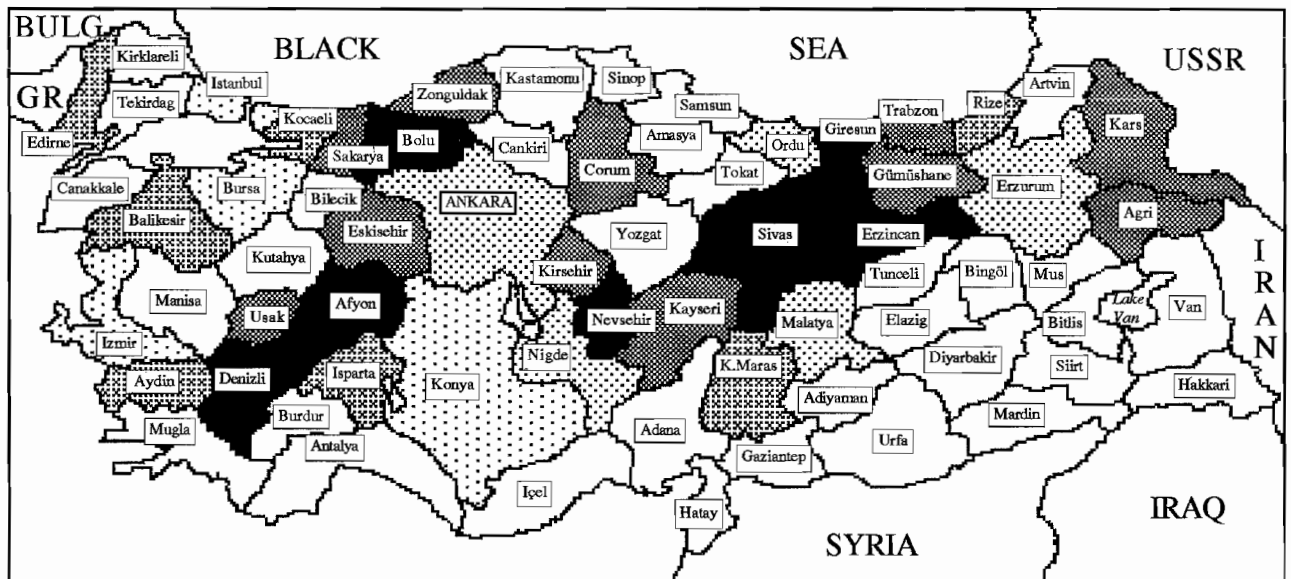 BULG
BLACK
SEA
USSR
GR
IRAN
IRAQ
SYRIA
Kirklareli
Istanbul
Tekirdag
Edirne
Kocaeli
Zonguldak
Kastamonu
Sinop
Samsun
Artvin
Rize
Trabzon
Kars
Giresun
Ordu
Amasya
Bolu
Cankiri
Sakarya
Corum
Tokat
Gümüshane
Erzurum
Canakkale
Bursa
Bilecik
ANKARA
Agri
Balikesir
Eskisehir
Yozgat
Sivas
Erzincan
Kutahya
Kirsehir
Tunceli
Bingöl
Mus
Manisa
Afyon
Usak
Nevsehir
Kayseri
Malatya
Elazig
Bitlis
Lake
Van
Van
Izmir
Nigde
Diyarbakir
Siirt
Aydin
Denizli
Isparta
Konya
K.Maras
Adiyaman
Hakkari
Burdur
Mardin
Mugla
Antalya
Adana
Urfa
Gaziantep
Içel
Hatay